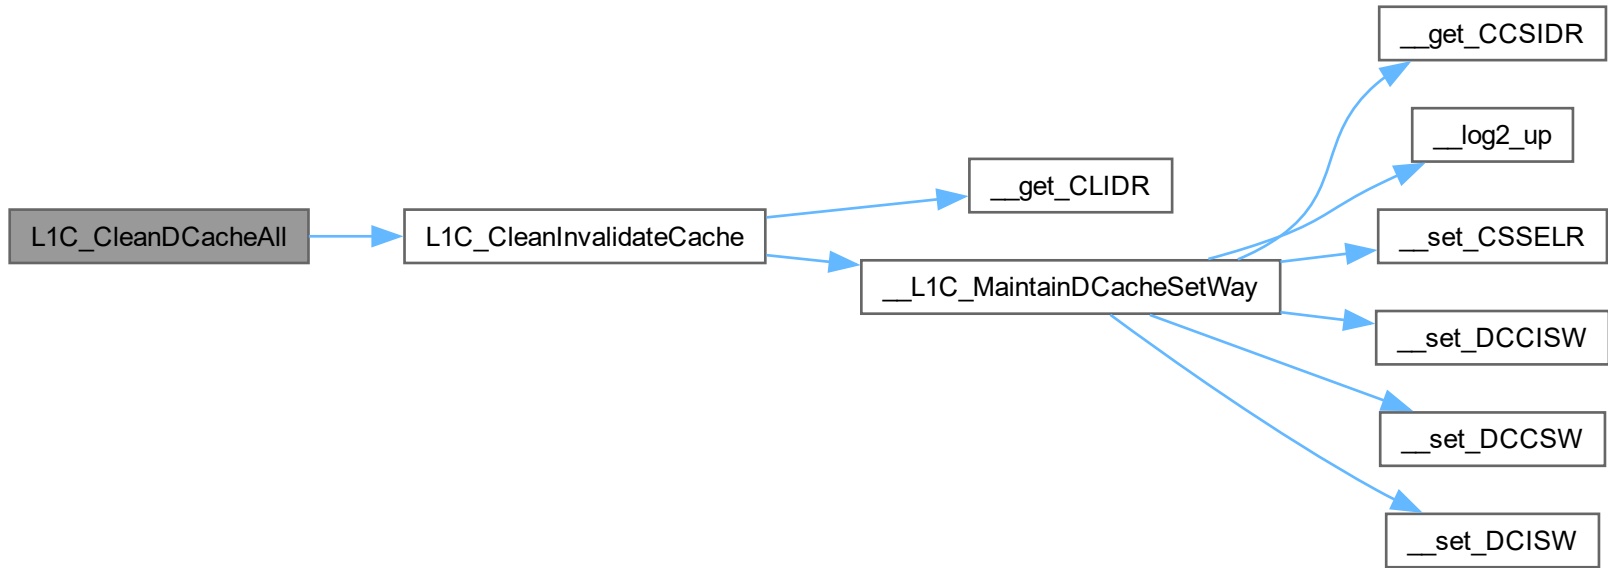 __get_CCSIDR
__log2_up
__get_CLIDR
L1C_CleanDCacheAll
L1C_CleanInvalidateCache
__set_CSSELR
__L1C_MaintainDCacheSetWay
__set_DCCISW
__set_DCCSW
__set_DCISW